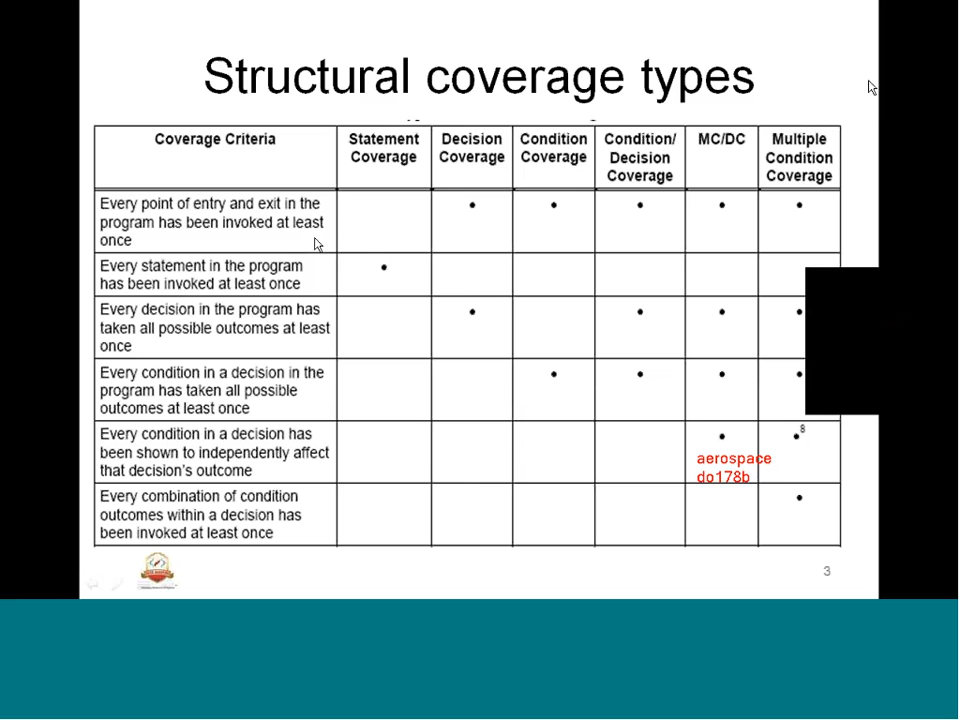 Structural coverage types
Coverage Criteria
Statement
Coverage
Decision
Coverage
Condition
Coverage
Condition/
Decision
Coverage
MC/DC
Multiple
Condition
Coverage
Every point of entry and exit in the
program has been invoked at least
once
Every statement in the program
has been invoked at least once
Every decision in the program has
taken all possible outcomes at least
once
Every condition in a decision in the
program has taken all possible
outcomes at least once
Every condition in a decision has
been shown to independently affect
that decision's outcome
8
aerospace
do178b
Every combination of condition
outcomes within a decision has
been invoked at least once
3